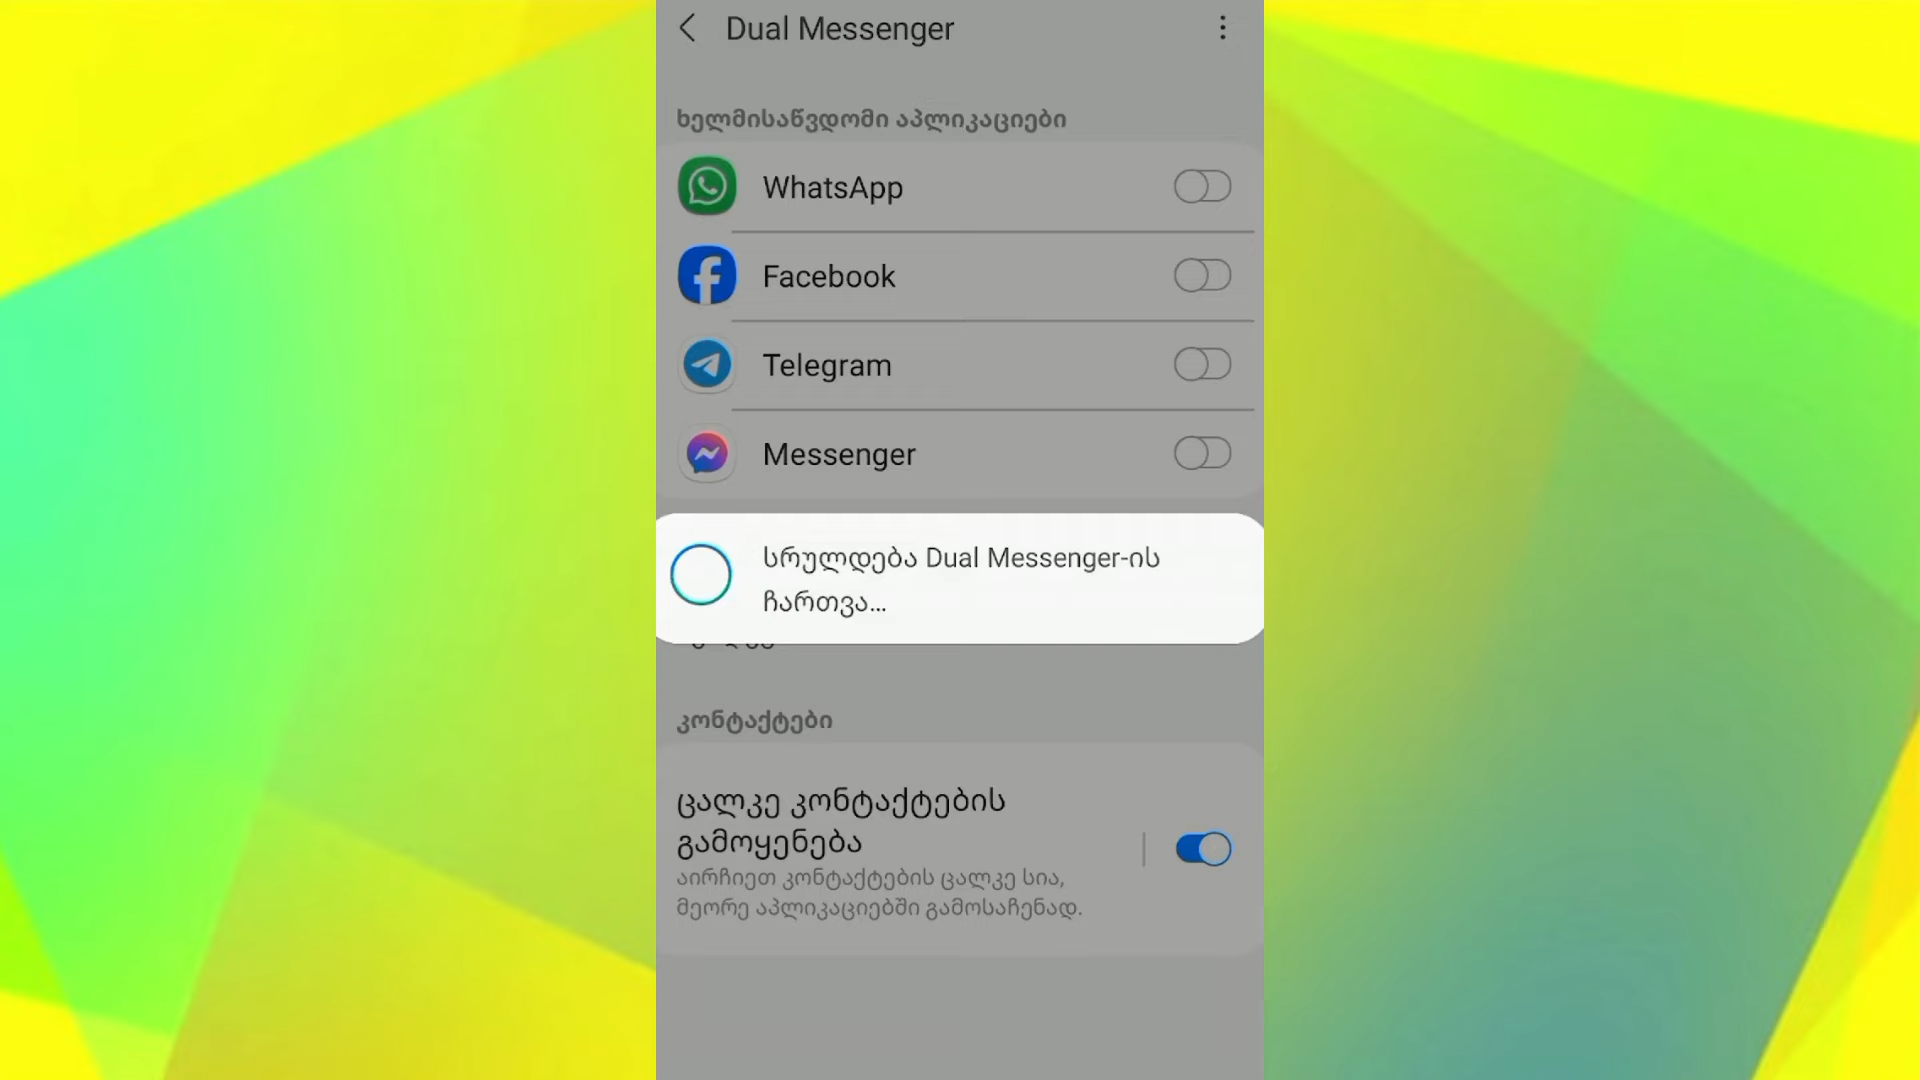 Dual Messenger
ხელმისაწვდომი აპლიკაციები
WhatsApp
Facebook
Telegram
Messenger
სრულდება Dual Messenger-ის
ჩართვა...
კონტაქტები
ცალკე კონტაქტების
გამოყენება
აირჩიეთ კონტაქტების ცალკე სია,
მეორე აპლიკაციებში გამოსაჩენად.